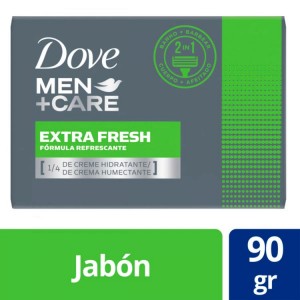 Dove
MEN
+CARE
EXTRA FRESH
FÓRMULA REFRESCANTE
1/4 DE CREME HIDRATANTE/
DE CREMA HUMECTANTE
2 IN 1
Jabón
90
gr